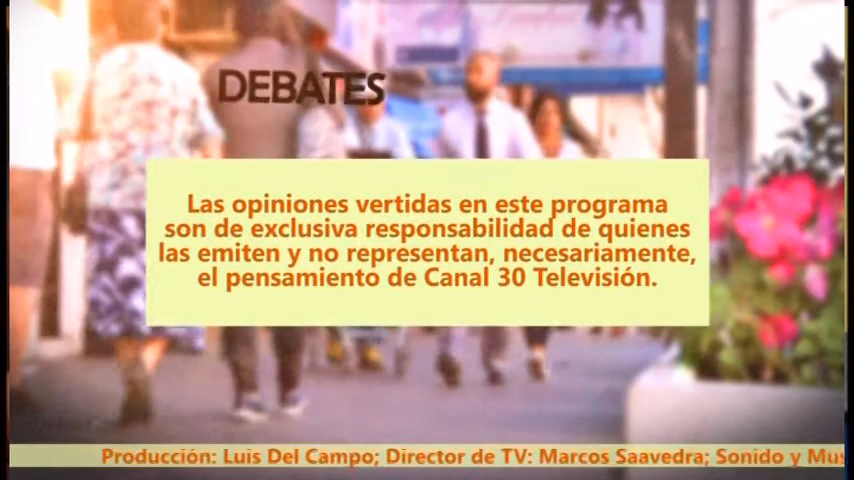 DEBATES
Las opiniones vertidas en este programa
son de exclusiva responsabilidad de quienes
las emiten y no representan, necesariamente,
el pensamiento de Canal 30 Televisión.
Producción: Luis Del Campo; Director de TV: Marcos Saavedra; Sonido y